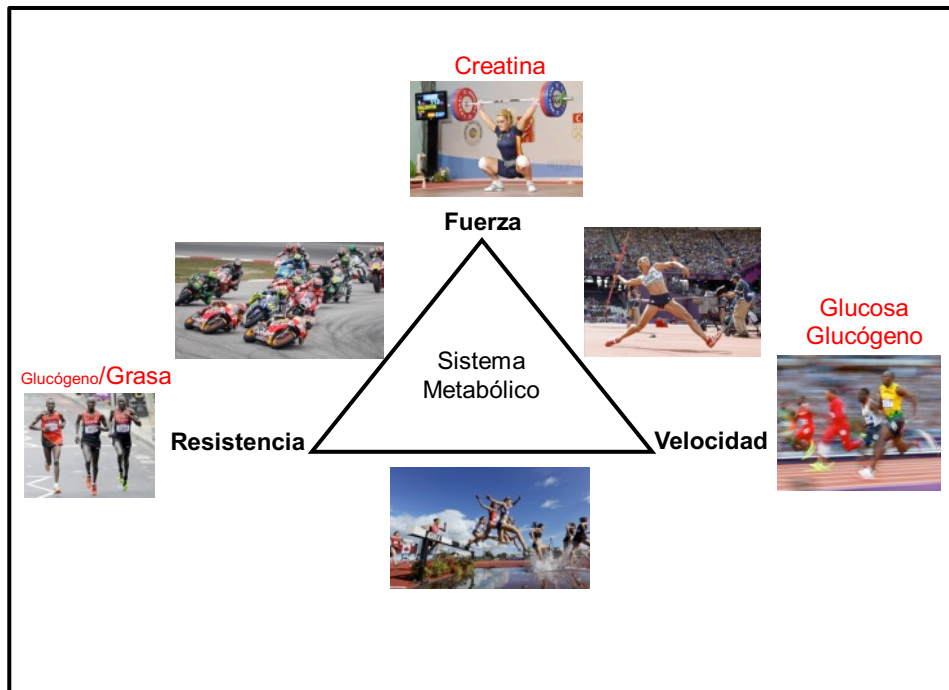 Creatina
Fuerza
Glucosa
Glucógeno
Sistema
Metabólico
Glucógeno/Grasa
Resistencia
Velocidad